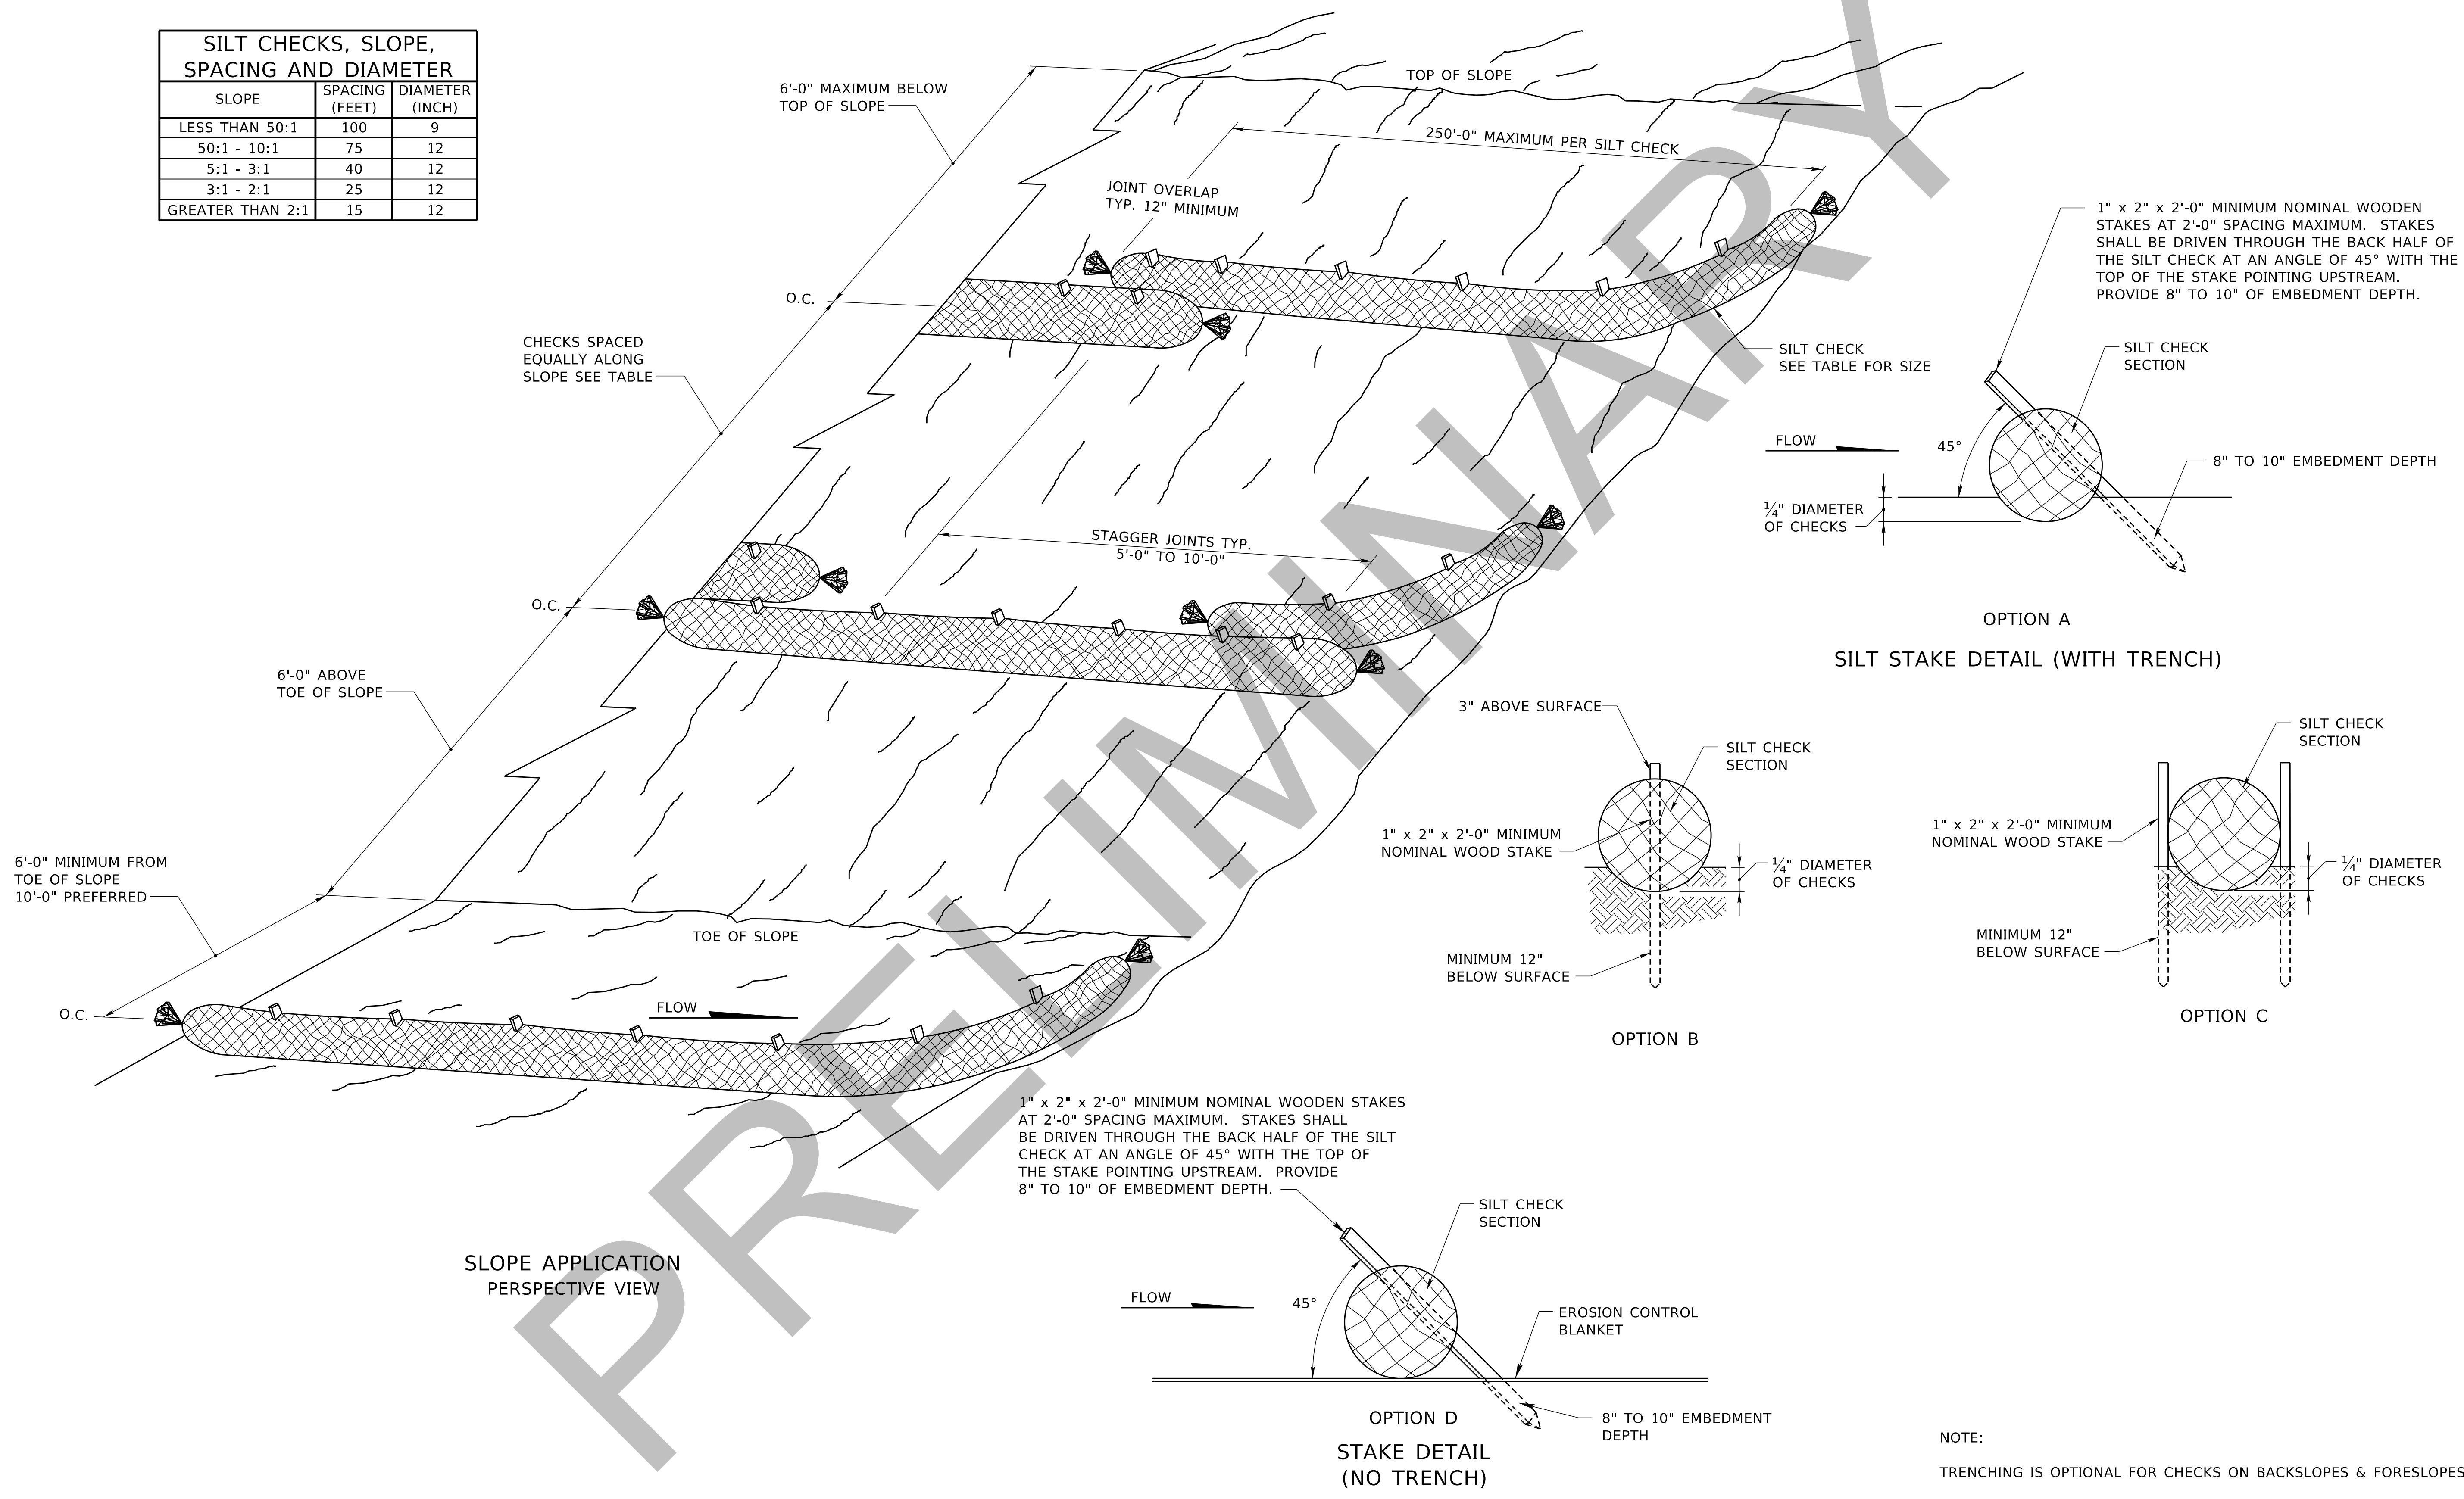 SILT CHECKS, SLOPE,
SPACING AND DIAMETER
SLOPE SPACING (FEET) DIAMETER (INCH)
LESS THAN 50:1 100 9
50:1 - 10:1 75 12
5:1 - 3:1 40 12
3:1 - 2:1 25 12
GREATER THAN 2:1 15 12
6'-0" MAXIMUM BELOW
TOP OF SLOPE
TOP OF SLOPE
250'-0" MAXIMUM PER SILT CHECK
JOINT OVERLAP
TYP. 12" MINIMUM
O.C.
CHECKS SPACED
EQUALLY ALONG
SLOPE SEE TABLE
SILT CHECK
SEE TABLE FOR SIZE
STAGGER JOINTS TYP.
5'-0" TO 10'-0"
O.C.
6'-0" ABOVE
TOE OF SLOPE
6'-0" MINIMUM FROM
TOE OF SLOPE
10'-0" PREFERRED
TOE OF SLOPE
O.C.
FLOW
SLOPE APPLICATION
PERSPECTIVE VIEW
1" x 2" x 2'-0" MINIMUM NOMINAL WOODEN
STAKES AT 2'-0" SPACING MAXIMUM. STAKES
SHALL BE DRIVEN THROUGH THE BACK HALF OF
THE SILT CHECK AT AN ANGLE OF 45° WITH THE
TOP OF THE STAKE POINTING UPSTREAM.
PROVIDE 8" TO 10" OF EMBEDMENT DEPTH.
SILT CHECK
SECTION
FLOW
45°
8" TO 10" EMBEDMENT DEPTH
¼" DIAMETER
OF CHECKS
OPTION A
SILT STAKE DETAIL (WITH TRENCH)
3" ABOVE SURFACE
SILT CHECK
SECTION
1" x 2" x 2'-0" MINIMUM
NOMINAL WOOD STAKE
¼" DIAMETER
OF CHECKS
MINIMUM 12"
BELOW SURFACE
OPTION B
SILT CHECK
SECTION
1" x 2" x 2'-0" MINIMUM
NOMINAL WOOD STAKE
¼" DIAMETER
OF CHECKS
MINIMUM 12"
BELOW SURFACE
OPTION C
1" x 2" x 2'-0" MINIMUM NOMINAL WOODEN STAKES
AT 2'-0" SPACING MAXIMUM. STAKES SHALL
BE DRIVEN THROUGH THE BACK HALF OF THE SILT
CHECK AT AN ANGLE OF 45° WITH THE TOP OF
THE STAKE POINTING UPSTREAM. PROVIDE
8" TO 10" OF EMBEDMENT DEPTH.
SILT CHECK
SECTION
FLOW
45°
EROSION CONTROL
BLANKET
8" TO 10" EMBEDMENT
DEPTH
OPTION D
STAKE DETAIL
(NO TRENCH)
NOTE:
TRENCHING IS OPTIONAL FOR CHECKS ON BACKSLOPES & FORESLOPES
PRELIMINARY